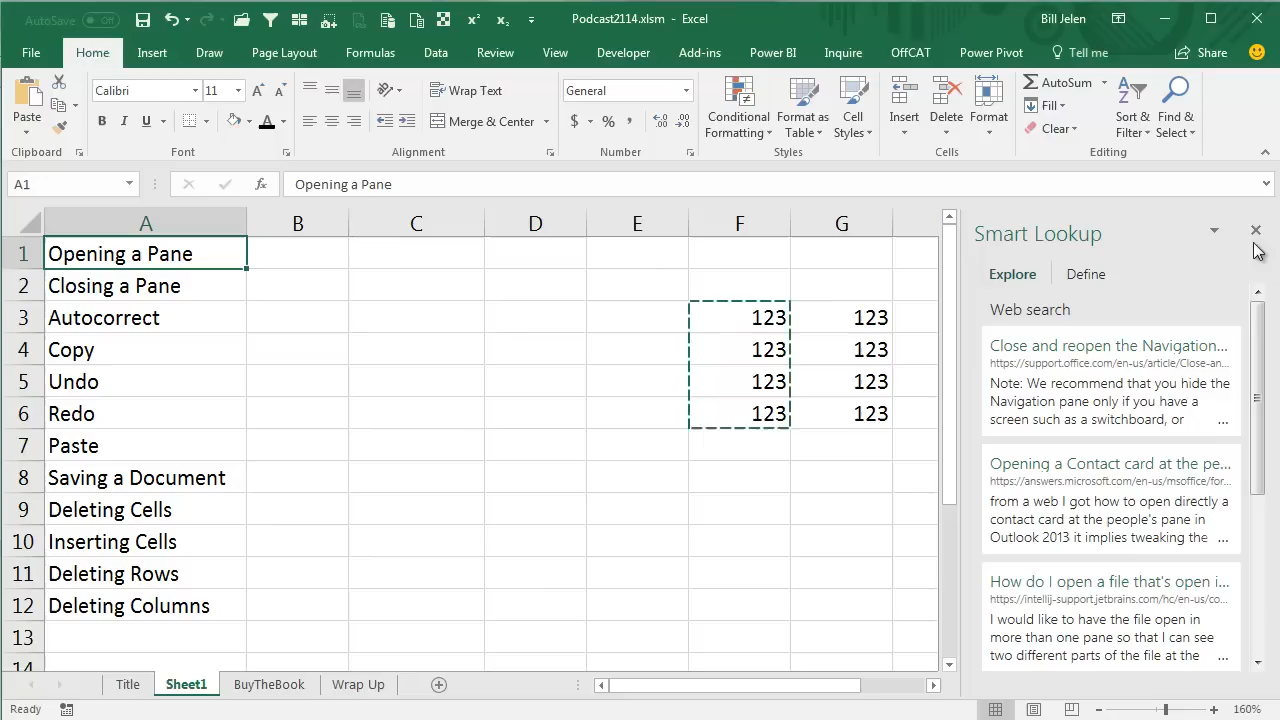 AutoSave Off
Podcast2114.xlsm - Excel
Bill Jelen
File Home Insert Draw Page Layout Formulas Data Review View Developer Add-ins Power BI Inquire OffCAT Power Pivot Tell me Share
Paste
Clipboard
Calibri 11
B I U A
Font
Wrap Text
Merge & Center
Alignment
General
$ % ,
Number
Conditional Formatting
Format as Table
Cell Styles
Styles
Insert
Delete
Format
Cells
AutoSum
Fill
Clear
Sort & Filter
Find & Select
Editing
A1
fx
Opening a Pane
A B C D E F G
1 Opening a Pane
2 Closing a Pane
3 Autocorrect 123 123
4 Copy 123 123
5 Undo 123 123
6 Redo 123 123
7 Paste
8 Saving a Document
9 Deleting Cells
10 Inserting Cells
11 Deleting Rows
12 Deleting Columns
13
14
Smart Lookup
Explore Define
Web search
Close and reopen the Navigation...
https://support.office.com/en-us/article/Close-an...
Note: We recommend that you hide the
Navigation pane only if you have a
screen such as a switchboard, or ...
Opening a Contact card at the pe...
https://answers.microsoft.com/en-us/msoffice/for...
from a web I got how to open directly a
contact card at the people's pane in
Outlook 2013 it implies tweaking the ...
How do I open a file that's open i...
https://intellij-support.jetbrains.com/hc/en-us/co...
I would like to have the file open in
more than one pane so that I can see
two different parts of the file at the ...
Title Sheet1 BuyTheBook Wrap Up
Ready
160%